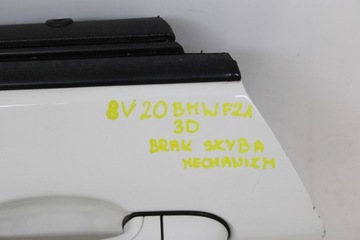 8V20 BMW F21
3D
BRAK SZYBA
MECHANIZM